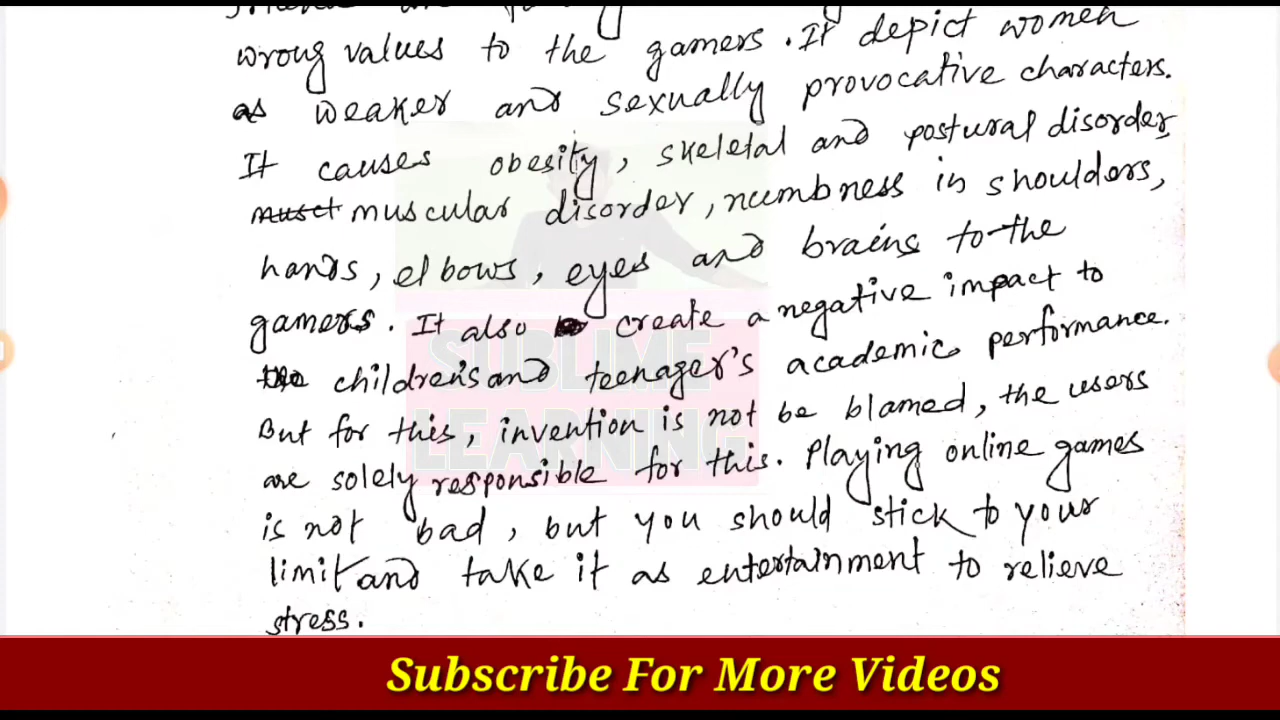 wrong values to the gamers. It depict women
as weaker and sexually provocative characters.
It causes obesity, skeletal and postural disorder,
muscular disorder, numbness in shoulders,
hands, elbows, eyes and brains to the
gamers. It also create a negative impact to
children's and teenager's academic performance.
But for this, invention is not be blamed, the users
are solely responsible for this. Playing online games
is not bad, but you should stick to your
limit and take it as entertainment to relieve
stress.
SUBLIME
LEARNING
Subscribe For More Videos